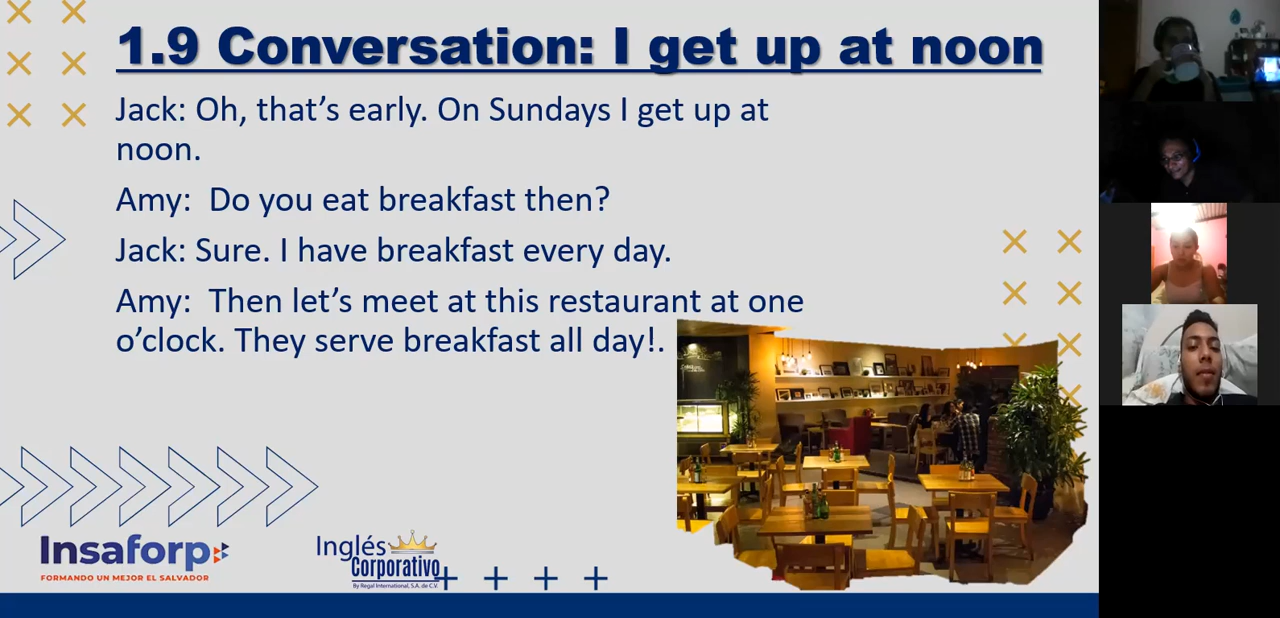 1.9 Conversation: I get up at noon
Jack: Oh, that’s early. On Sundays I get up at
noon.
Amy:  Do you eat breakfast then?
Jack: Sure. I have breakfast every day.
Amy:  Then let’s meet at this restaurant at one
o’clock. They serve breakfast all day!.
Insaforp
FORMANDO UN MEJOR EL SALVADOR
Inglés
Corporativo
By Regal International, S.A. de C.V.